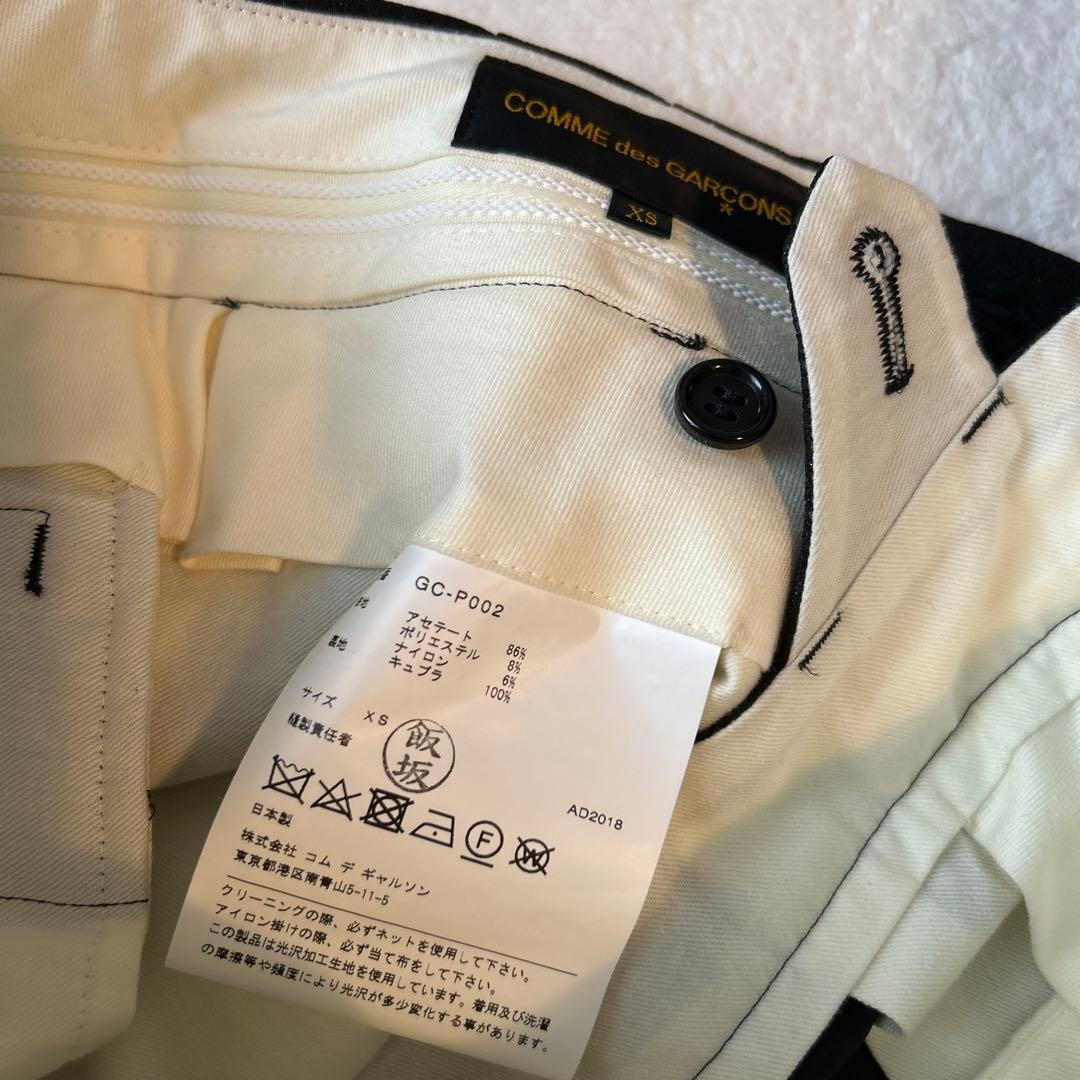 COMME des GARÇONS
*
XS
GC-P002
アセテート 86%
ポリエステル 8%
ナイロン 6%
裏地 キュプラ 100%
サイズ XS
縫製責任者 飯坂
F
W
AD2018
日本製
株式会社 コム デ ギャルソン
東京都港区南青山5-11-5
クリーニングの際、必ずネットを使用して下さい。
アイロン掛けの際、必ず当て布をして下さい。
この製品は光沢加工生地を使用しています。着用及び洗濯
の摩擦等や頻度により光沢が多少変化する事があります。